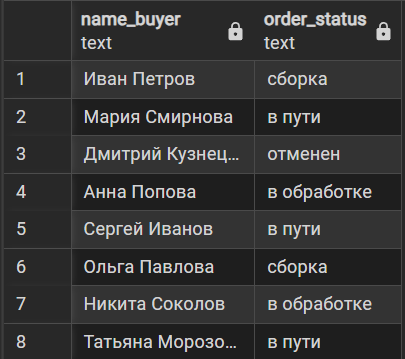 name_buyer order_status
text text
1 Иван Петров сборка
2 Мария Смирнова в пути
3 Дмитрий Кузнец... отменен
4 Анна Попова в обработке
5 Сергей Иванов в пути
6 Ольга Павлова сборка
7 Никита Соколов в обработке
8 Татьяна Морозо... в пути